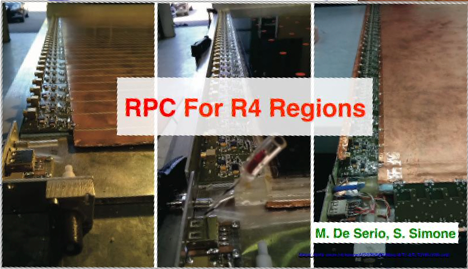 RPC For R4 Regions
M. De Serio, S. Simone